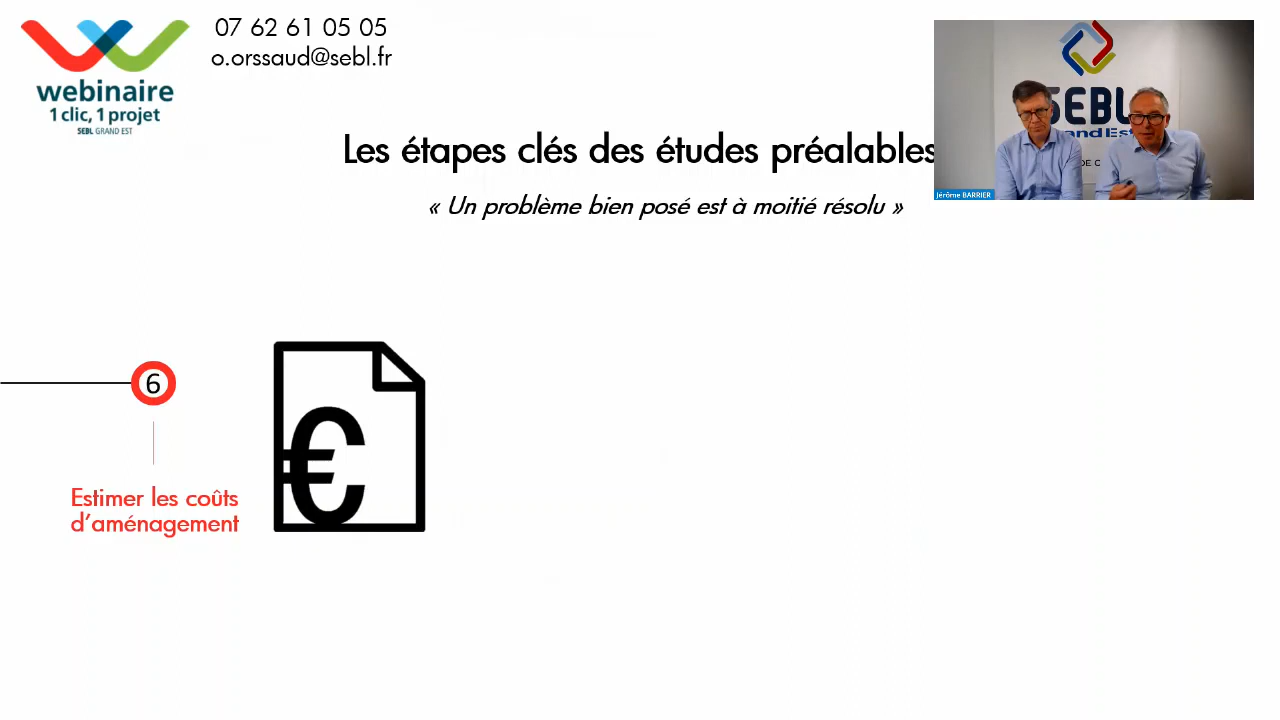 07 62 61 05 05
o.orssaud@sebl.fr
webinaire
1 clic, 1 projet
SEBL GRAND EST
Les étapes clés des études préalables
« Un problème bien posé est à moitié résolu »
SEBL
Grand Est
DE C
Jérôme BARRIER
6
€
Estimer les coûts
d’aménagement